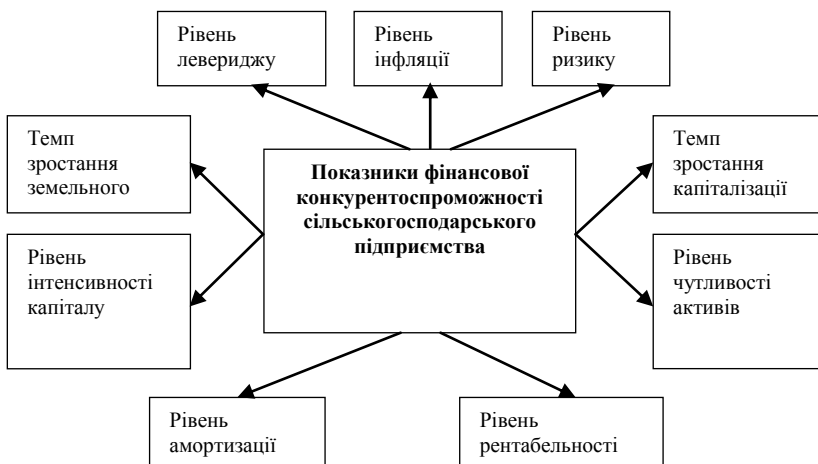 Рівень
левериджу
Рівень
інфляції
Рівень
ризику
Темп
зростання
земельного
Показники фінансової
конкурентоспроможності
сільськогосподарського
підприємства
Темп
зростання
капіталізації
Рівень
інтенсивності
капіталу
Рівень
чутливості
активів
Рівень
амортизації
Рівень
рентабельності